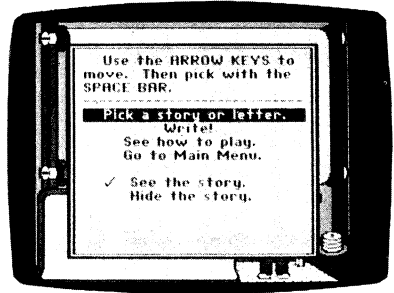 Use the ARROW KEYS to
move. Then pick with the
SPACE BAR.
Pick a story or letter.
Write!
See how to play.
Go to Main Menu.
✓ See the story.
Hide the story.